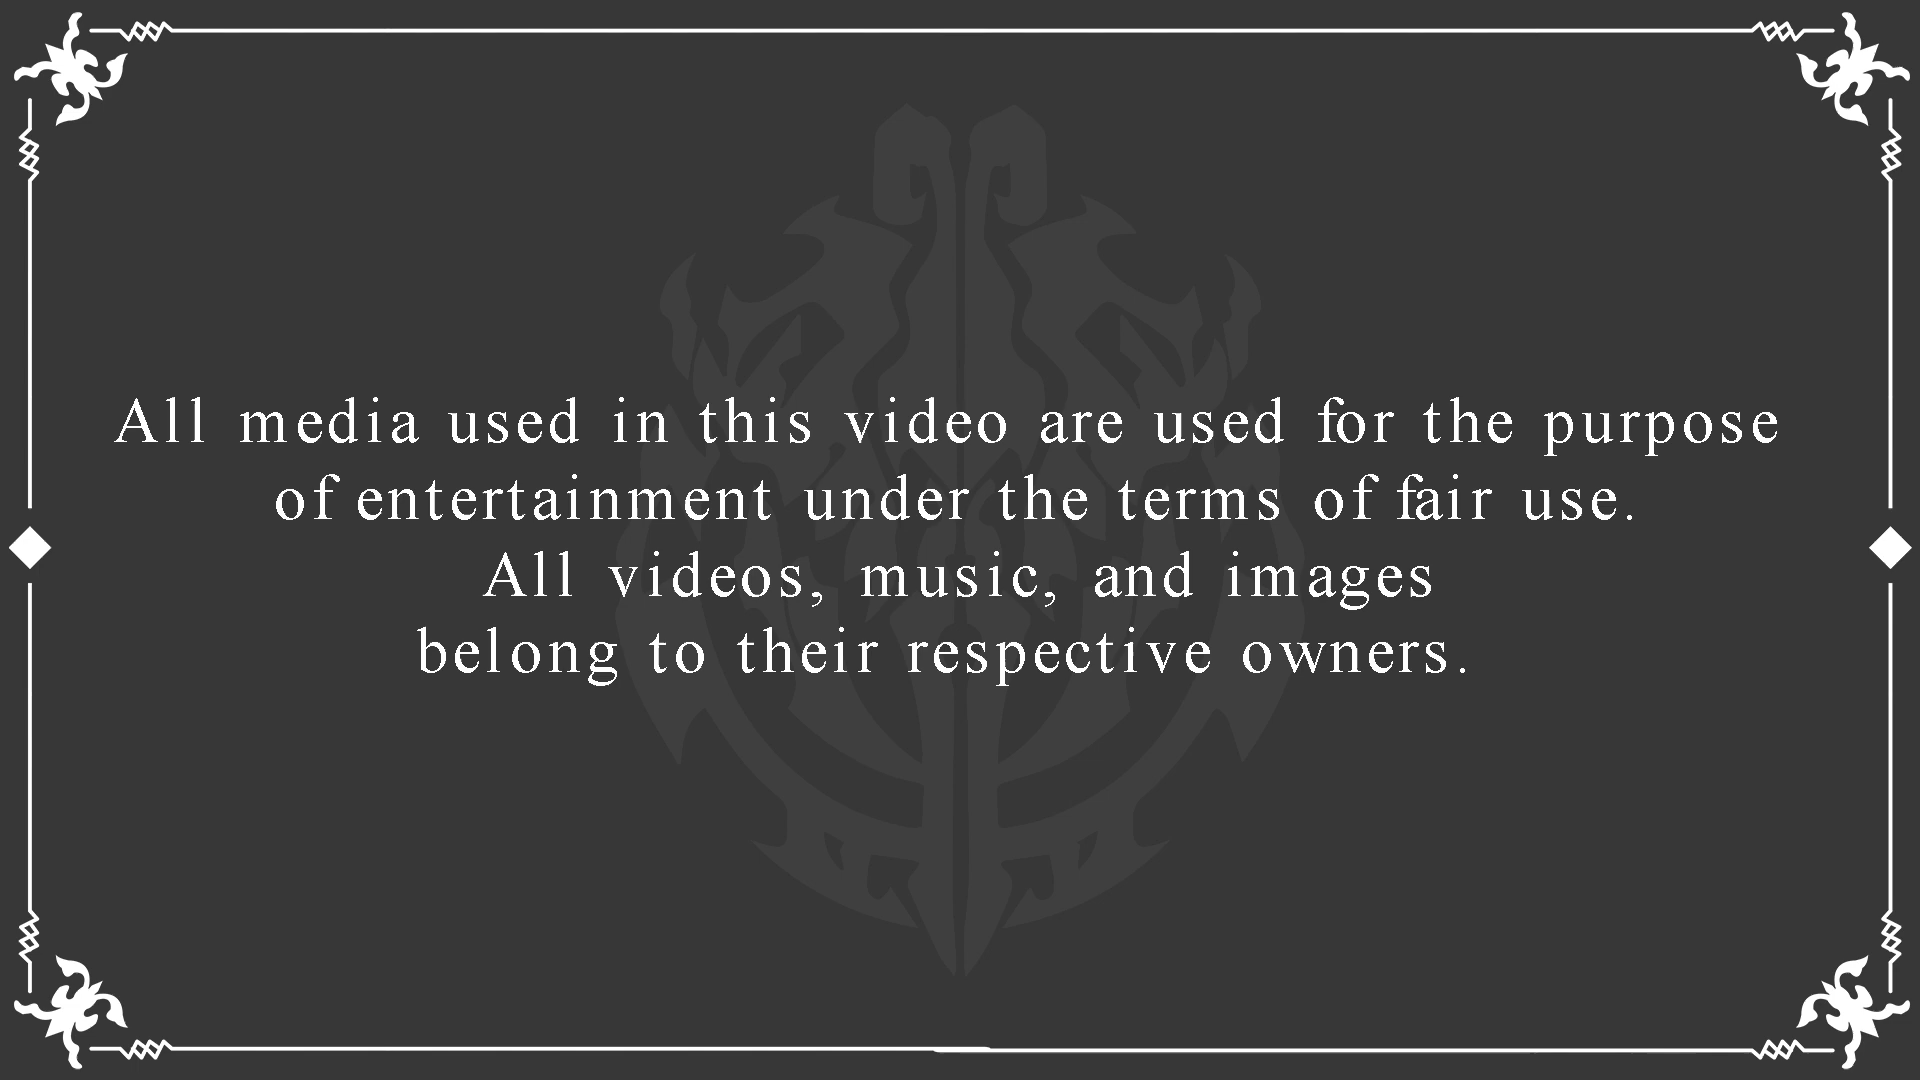 All media used in this video are used for the purpose
of entertainment under the terms of fair use.
All videos, music, and images
belong to their respective owners.